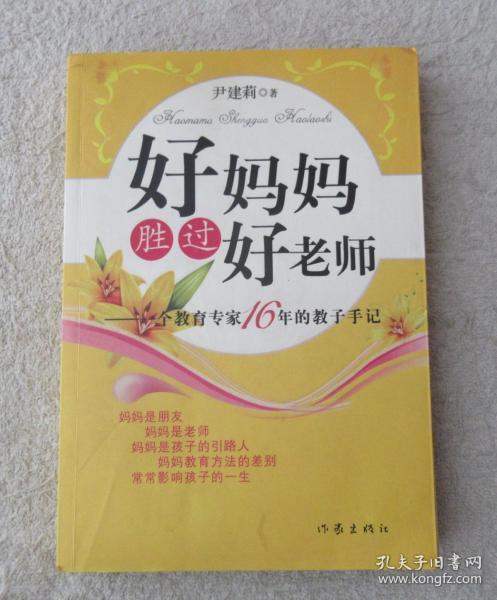 尹建莉◎著
Haomama Shengguo Haolaoshi
好妈妈
胜过好老师
——一个教育专家16年的教子手记
妈妈是朋友
妈妈是老师
妈妈是孩子的引路人
妈妈教育方法的差别
常常影响孩子的一生
作家出版社
孔夫子旧书网
www.kongfz.com